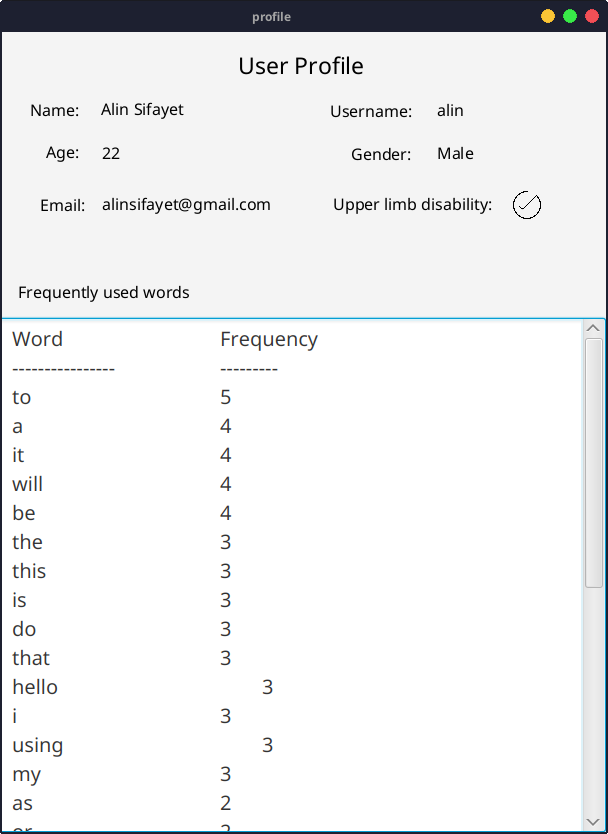 profile
User Profile
Name: Alin Sifayet Username: alin
Age: 22 Gender: Male
Email: alinsifayet@gmail.com Upper limb disability:
Frequently used words
Word Frequency
---------------- ---------
to 5
a 4
it 4
will 4
be 4
the 3
this 3
is 3
do 3
that 3
hello 3
i 3
using 3
my 3
as 2
or 2